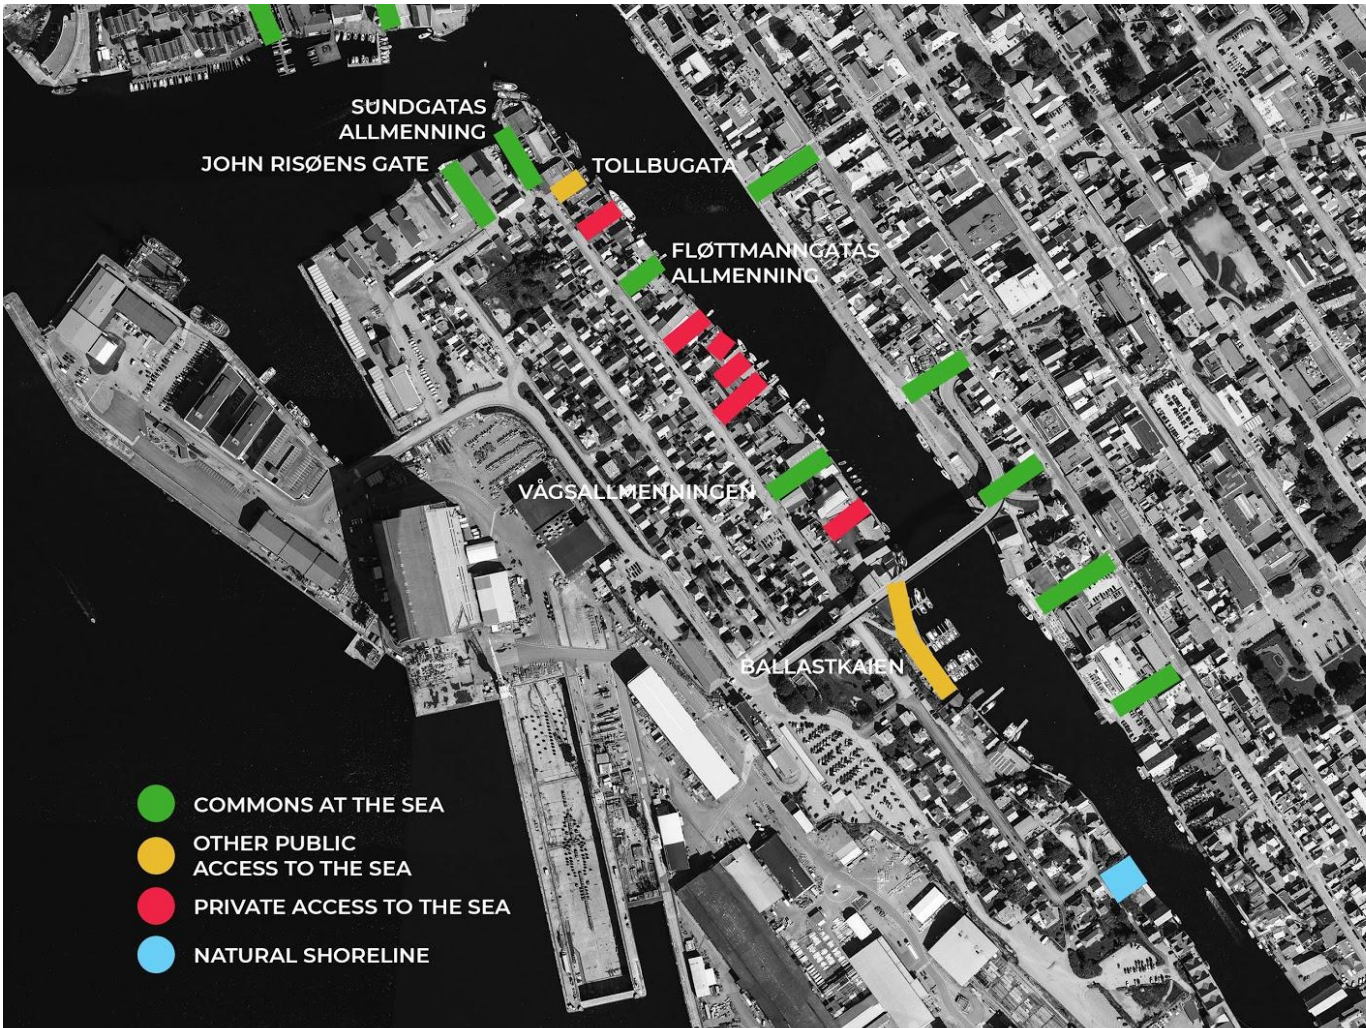 SUNDGATAS
ALLMENNING
JOHN RISØENS GATE
TOLLBUGATA
FLØTTMANNGATAS
ALLMENNING
VÅGSALLMENNINGEN
BALLASTKAIEN
COMMONS AT THE SEA
OTHER PUBLIC
ACCESS TO THE SEA
PRIVATE ACCESS TO THE SEA
NATURAL SHORELINE